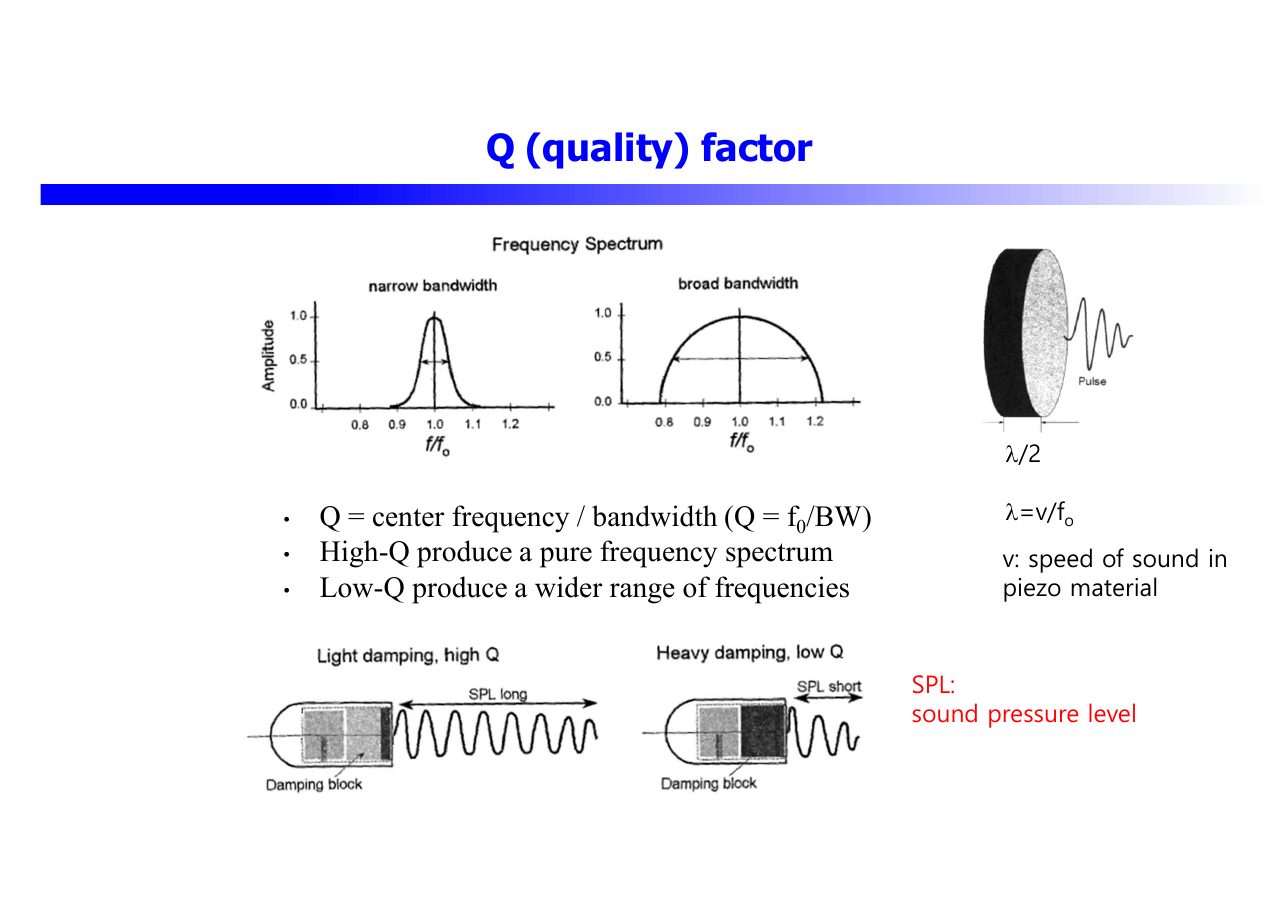 Q (quality) factor
Frequency Spectrum
narrow bandwidth
Amplitude
1.0
0.5
0.0
0.8 0.9 1.0 1.1 1.2
f/fo
broad bandwidth
1.0
0.5
0.0
0.8 0.9 1.0 1.1 1.2
f/fo
Pulse
λ/2
• Q = center frequency / bandwidth (Q = f0/BW)
• High-Q produce a pure frequency spectrum
• Low-Q produce a wider range of frequencies
λ=v/fo
v: speed of sound in
piezo material
Light damping, high Q
SPL long
Damping block
Heavy damping, low Q
SPL short
Damping block
SPL:
sound pressure level